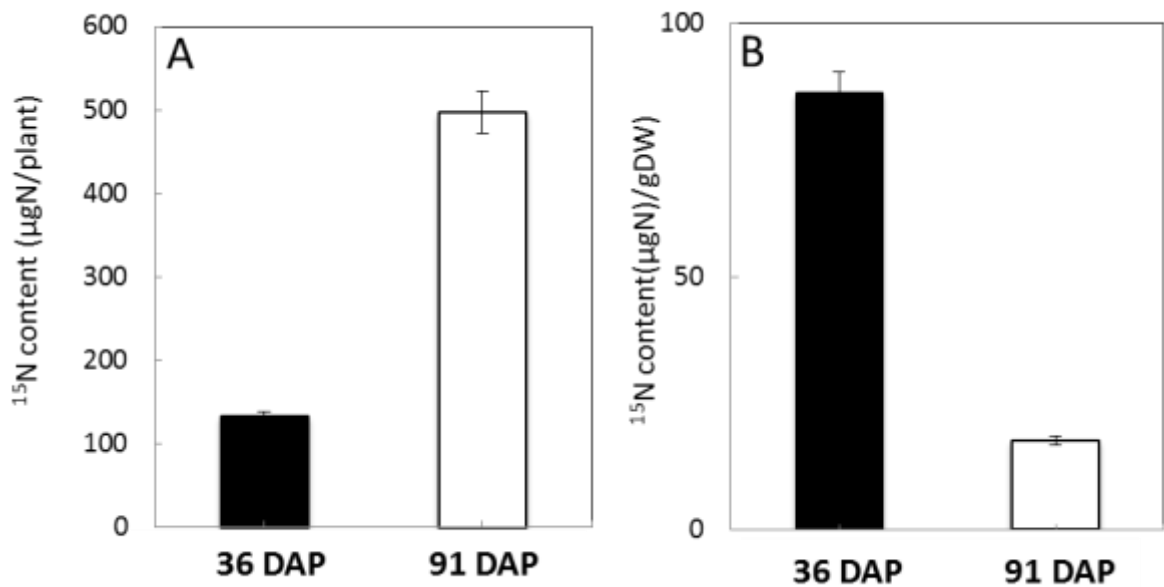 A
¹⁵N content (µgN/plant)
600
500
400
300
200
100
0
36 DAP 91 DAP
B
¹⁵N content(µgN)/gDW)
100
50
0
36 DAP 91 DAP